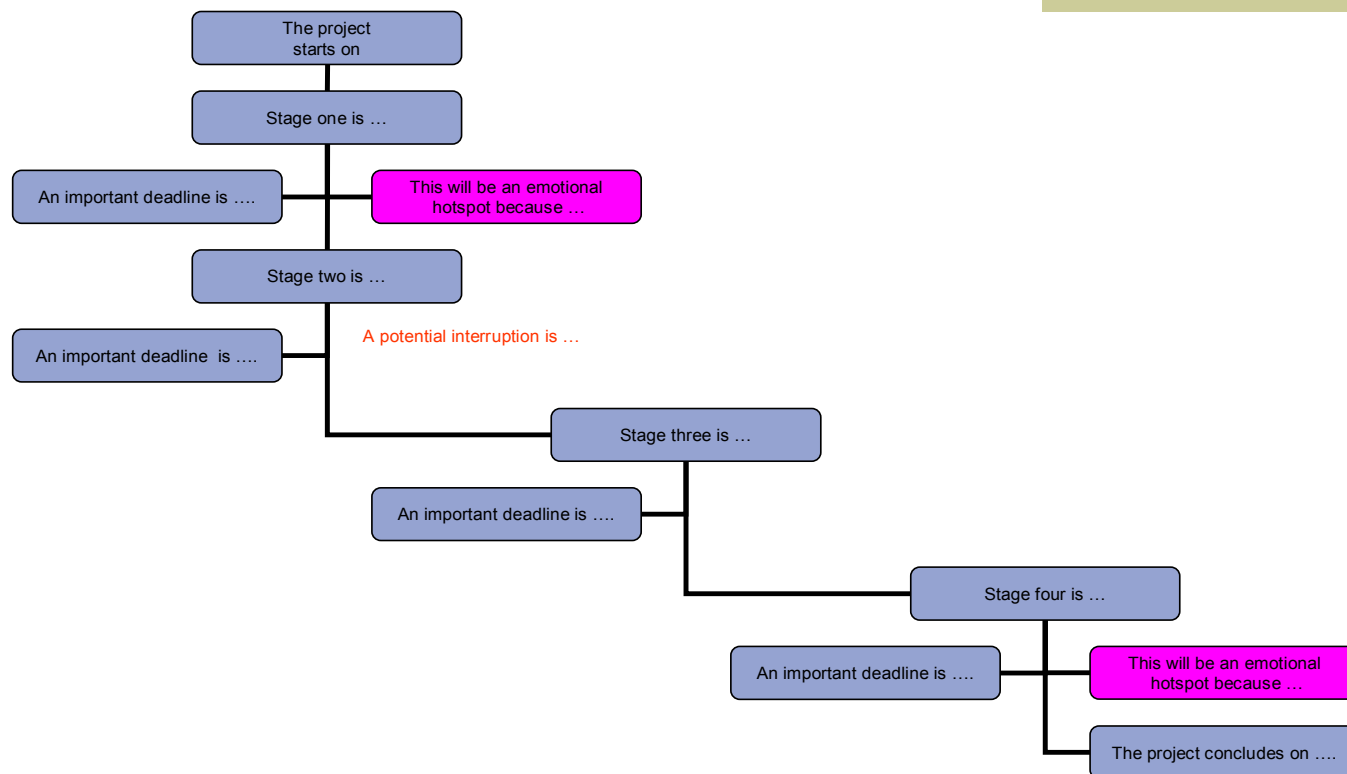 The project
starts on
Stage one is …
An important deadline is ….
This will be an emotional
hotspot because …
Stage two is …
A potential interruption is …
An important deadline  is ….
Stage three is …
An important deadline is ….
Stage four is …
An important deadline is ….
This will be an emotional
hotspot because …
The project concludes on ….